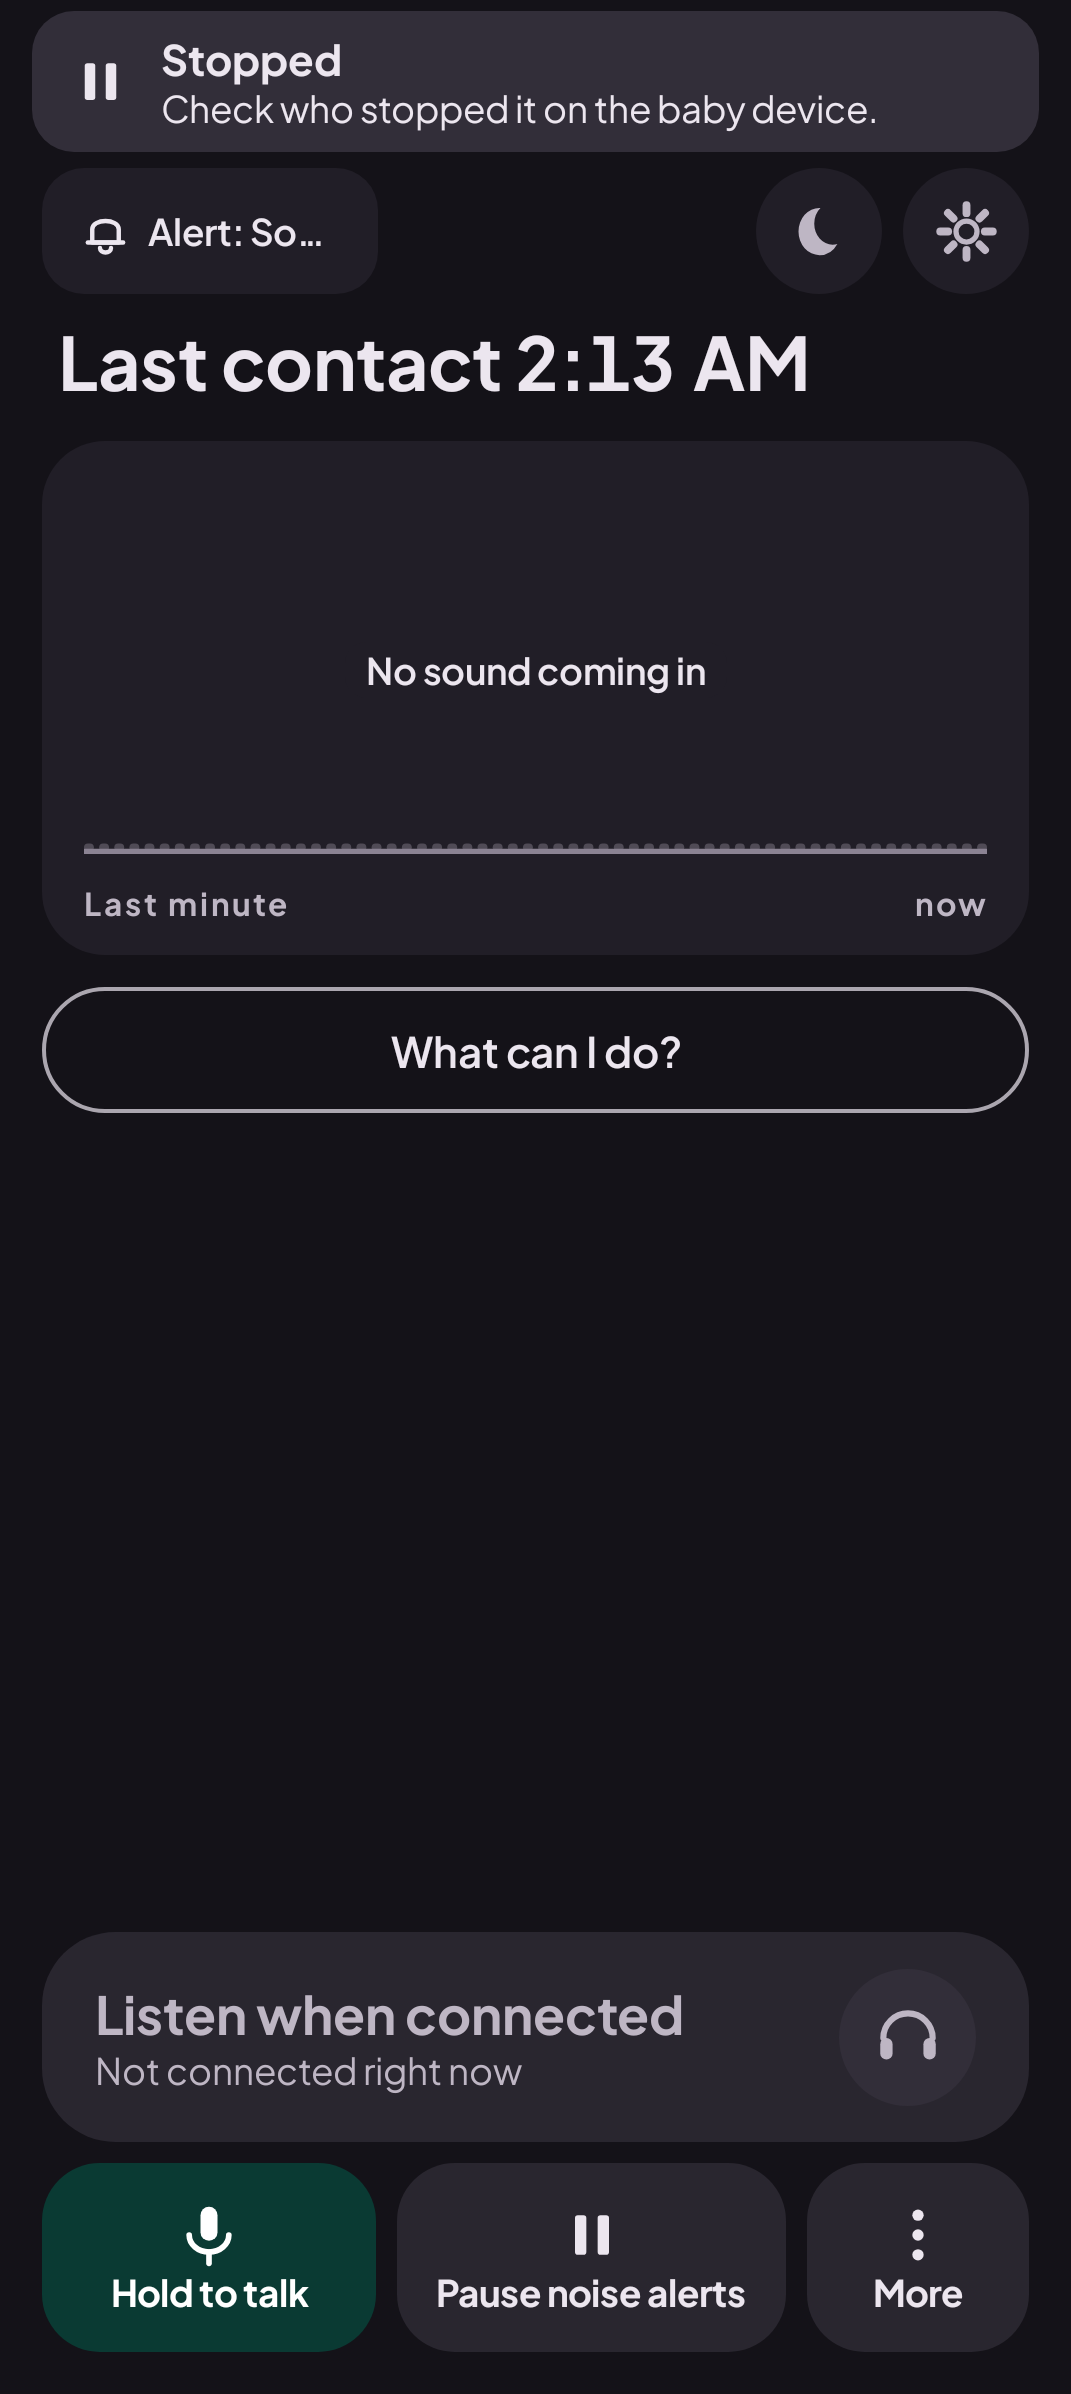 Stopped
Check who stopped it on the baby device.
Alert: So...
Last contact 2:13 AM
No sound coming in
Last minute
now
What can I do?
Listen when connected
Not connected right now
Hold to talk
Pause noise alerts
More